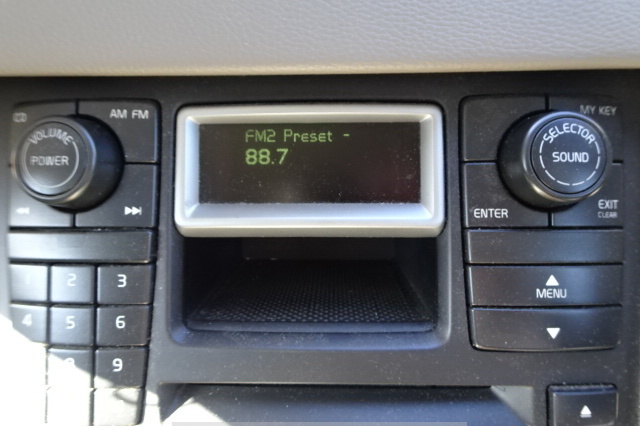 AM FM
VOLUME
POWER
FM2 Preset -
88.7
MY KEY
SELECTOR
SOUND
ENTER
EXIT
CLEAR
MENU
2 3
4 5 6
9